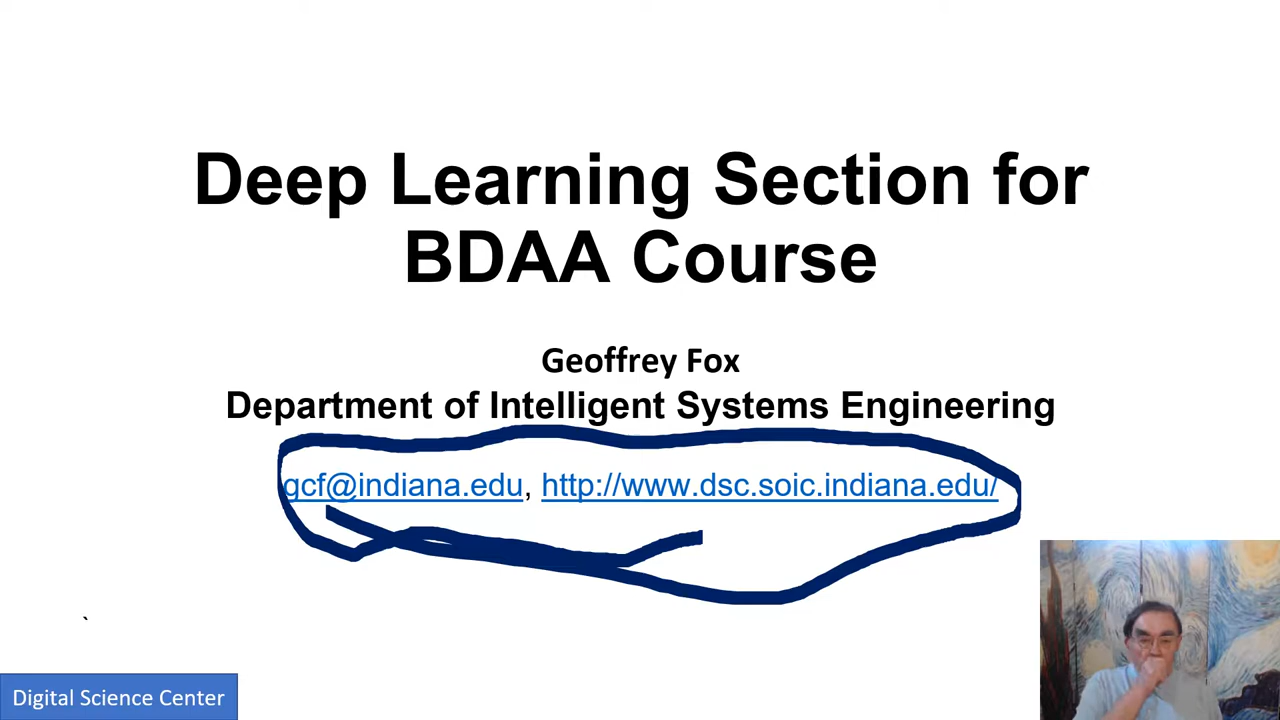 Deep Learning Section for
BDAA Course
Geoffrey Fox
Department of Intelligent Systems Engineering
gcf@indiana.edu, http://www.dsc.soic.indiana.edu/
`
Digital Science Center